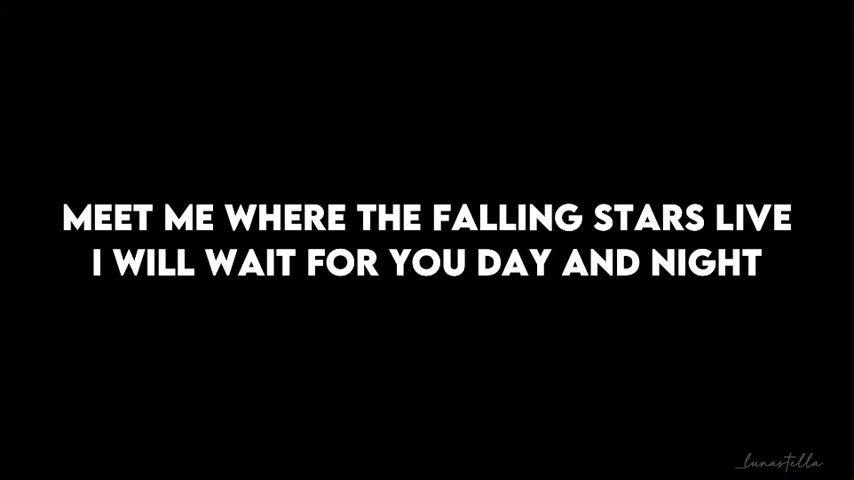 MEET ME WHERE THE FALLING STARS LIVE
I WILL WAIT FOR YOU DAY AND NIGHT
lunastella